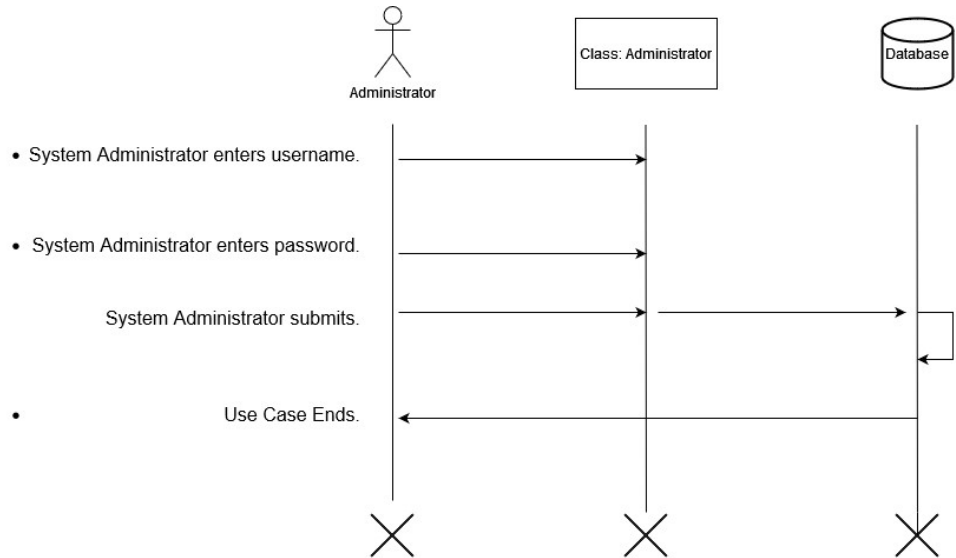 Class: Administrator
Database
Administrator
• System Administrator enters username.
• System Administrator enters password.
System Administrator submits.
• Use Case Ends.